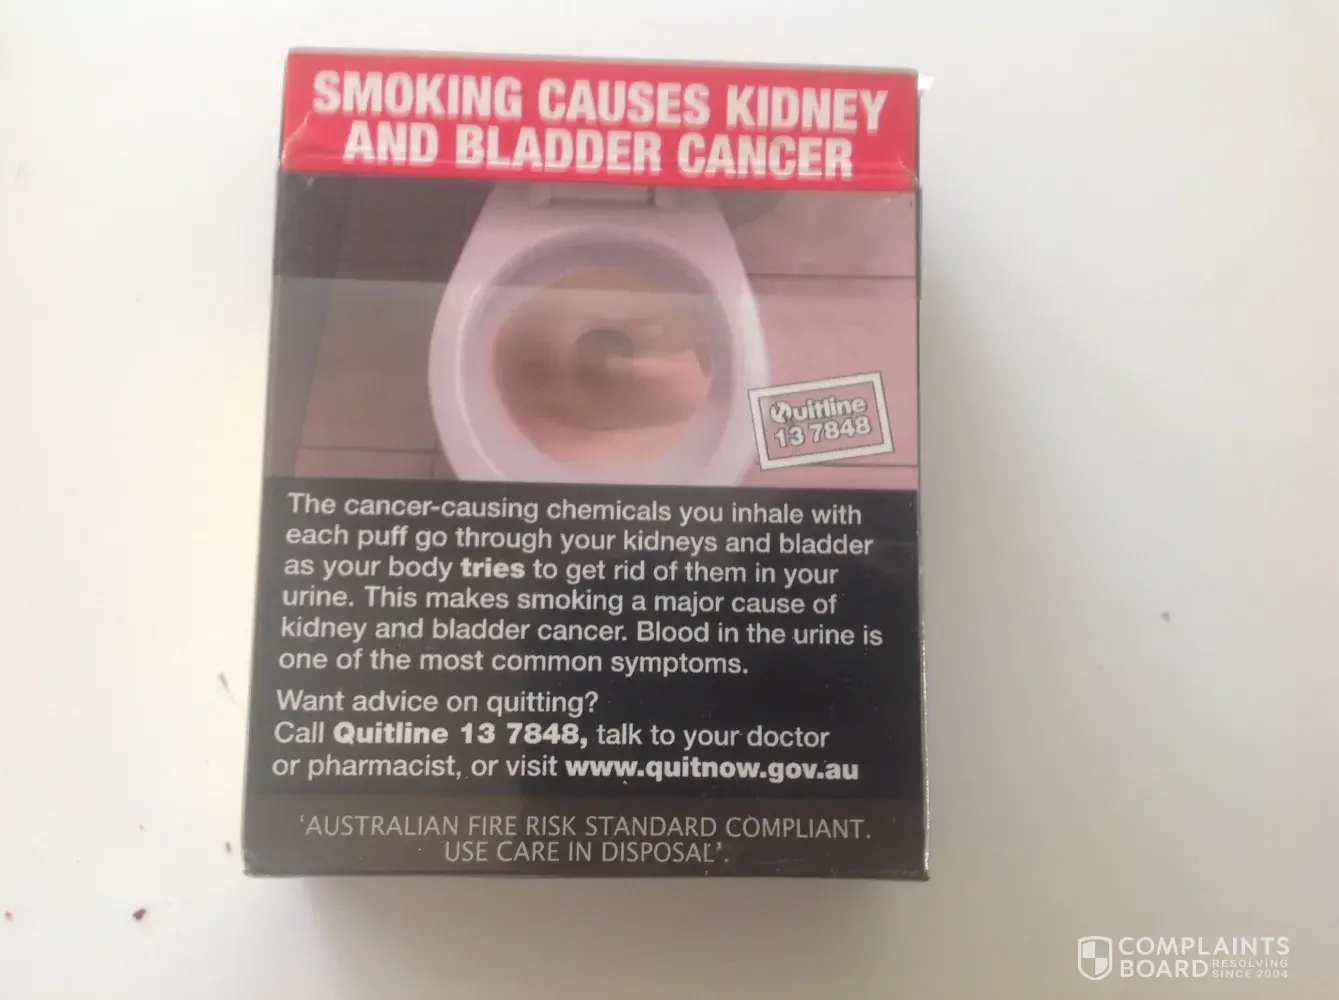 SMOKING CAUSES KIDNEY
AND BLADDER CANCER
Quitline
13 7848
The cancer-causing chemicals you inhale with
each puff go through your kidneys and bladder
as your body tries to get rid of them in your
urine. This makes smoking a major cause of
kidney and bladder cancer. Blood in the urine is
one of the most common symptoms.
Want advice on quitting?
Call Quitline 13 7848, talk to your doctor
or pharmacist, or visit www.quitnow.gov.au
‘AUSTRALIAN FIRE RISK STANDARD COMPLIANT.
USE CARE IN DISPOSAL’.
COMPLAINTS
BOARD RESOLVING
SINCE 2004